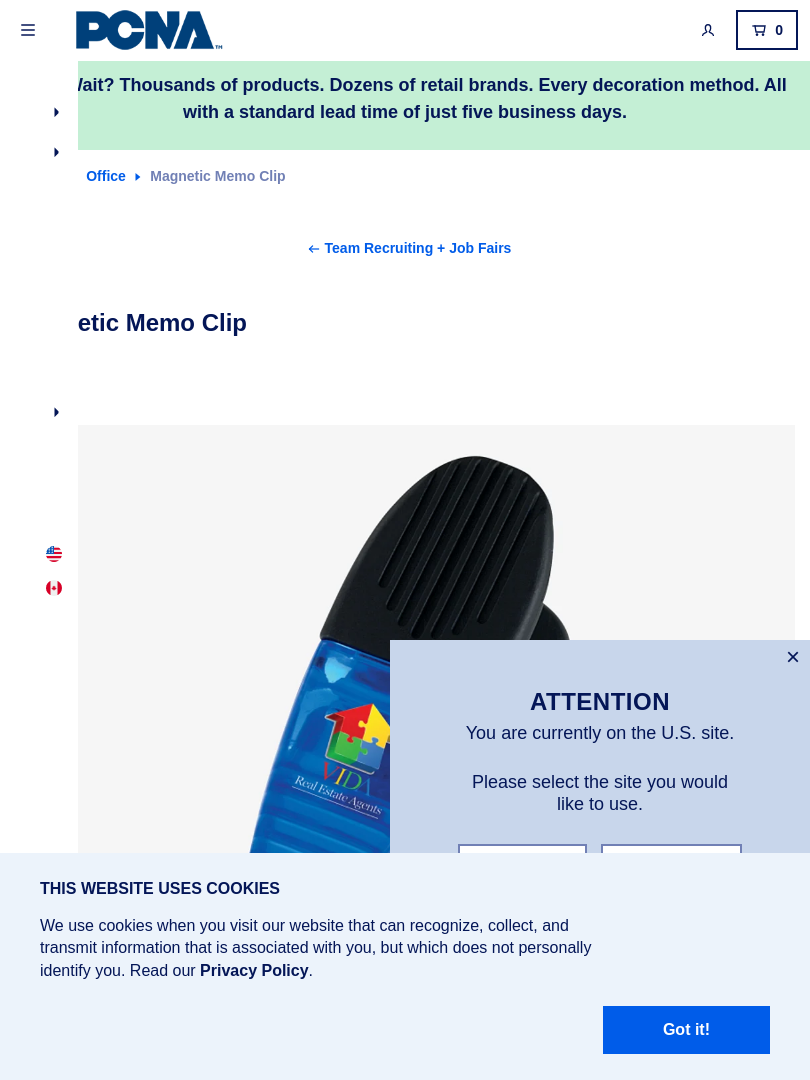 PCNA™
0
Wait? Thousands of products. Dozens of retail brands. Every decoration method. All
with a standard lead time of just five business days.
Office Magnetic Memo Clip
Team Recruiting + Job Fairs
etic Memo Clip
VIDA
Real Estate Agents
ATTENTION
You are currently on the U.S. site.
Please select the site you would
like to use.
THIS WEBSITE USES COOKIES
We use cookies when you visit our website that can recognize, collect, and
transmit information that is associated with you, but which does not personally
identify you. Read our Privacy Policy.
Got it!